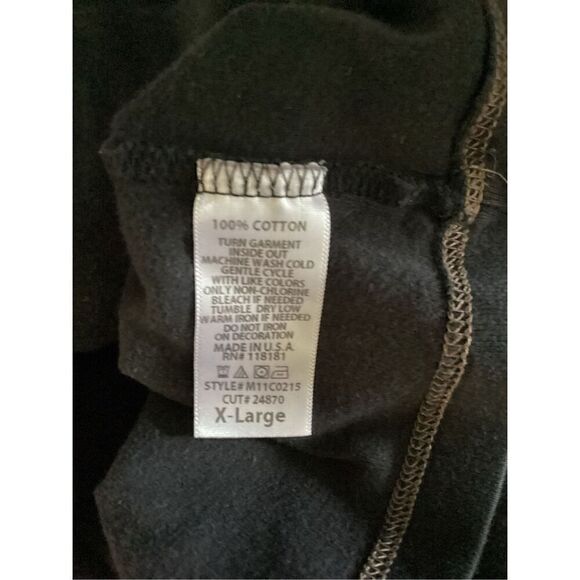 100% COTTON
TURN GARMENT
INSIDE OUT
MACHINE WASH COLD
GENTLE CYCLE
WITH LIKE COLORS
ONLY NON-CHLORINE
BLEACH IF NEEDED
TUMBLE DRY LOW
WARM IRON IF NEEDED
DO NOT IRON
ON DECORATION
MADE IN U.S.A.
RN# 118181
STYLE# M11C0215
CUT# 24870
X-Large